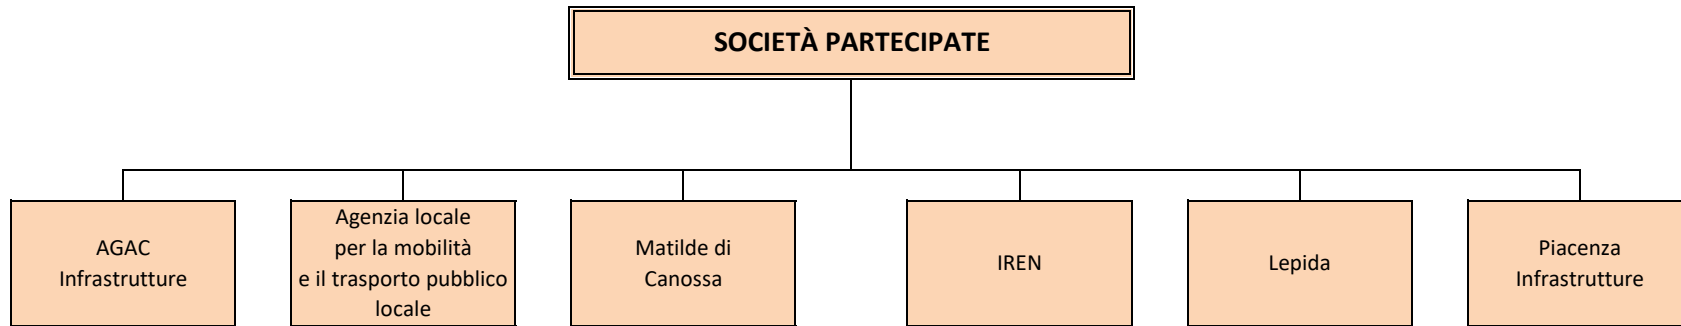 SOCIETÀ PARTECIPATE
AGAC
Infrastrutture
Agenzia locale
per la mobilità
e il trasporto pubblico
locale
Matilde di
Canossa
IREN
Lepida
Piacenza
Infrastrutture